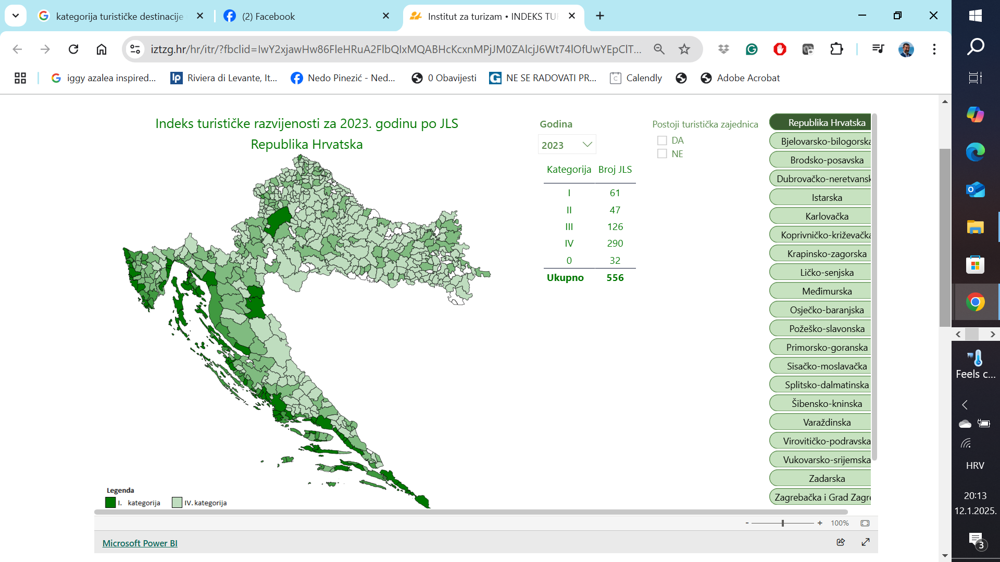 kategorija turističke destinacije
(2) Facebook
Institut za turizam • INDEKS TUR
iztzg.hr/hr/itr/?fbclid=IwY2xjawHw86FleHRuA2FlbQIxMQABHcKcxnMPjJM0ZAlcjJ6Wt74lOfUwYEpClT...
iggy azalea inspired...
Riviera di Levante, It...
Nedo Pinezić - Ned...
0 Obavijesti
NE SE RADOVATI PR...
Calendly
Adobe Acrobat
Indeks turističke razvijenosti za 2023. godinu po JLS
Republika Hrvatska
Godina
2023
Postoji turistička zajednica
DA
NE
Kategorija Broj JLS
I 61
II 47
III 126
IV 290
0 32
Ukupno 556
Republika Hrvatska
Bjelovarsko-bilogorska
Brodsko-posavska
Dubrovačko-neretvansk
Istarska
Karlovačka
Koprivničko-križevačka
Krapinsko-zagorska
Ličko-senjska
Međimurska
Osječko-baranjska
Požeško-slavonska
Primorsko-goranska
Sisačko-moslavačka
Splitsko-dalmatinska
Šibensko-kninska
Varaždinska
Virovitičko-podravska
Vukovarsko-srijemska
Zadarska
Zagrebačka i Grad Zagre
Legenda
I. kategorija IV. kategorija
- + 100%
Microsoft Power BI
Feels c...
HRV
20:13
12.1.2025.
3